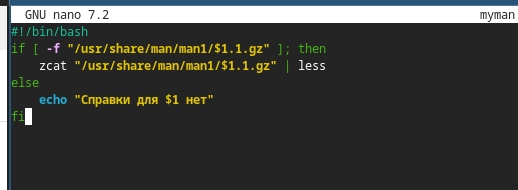 GNU nano 7.2 myman
#!/bin/bash
if [ -f "/usr/share/man/man1/$1.1.gz" ]; then
    zcat "/usr/share/man/man1/$1.1.gz" | less
else
    echo "Справки для $1 нет"
fi